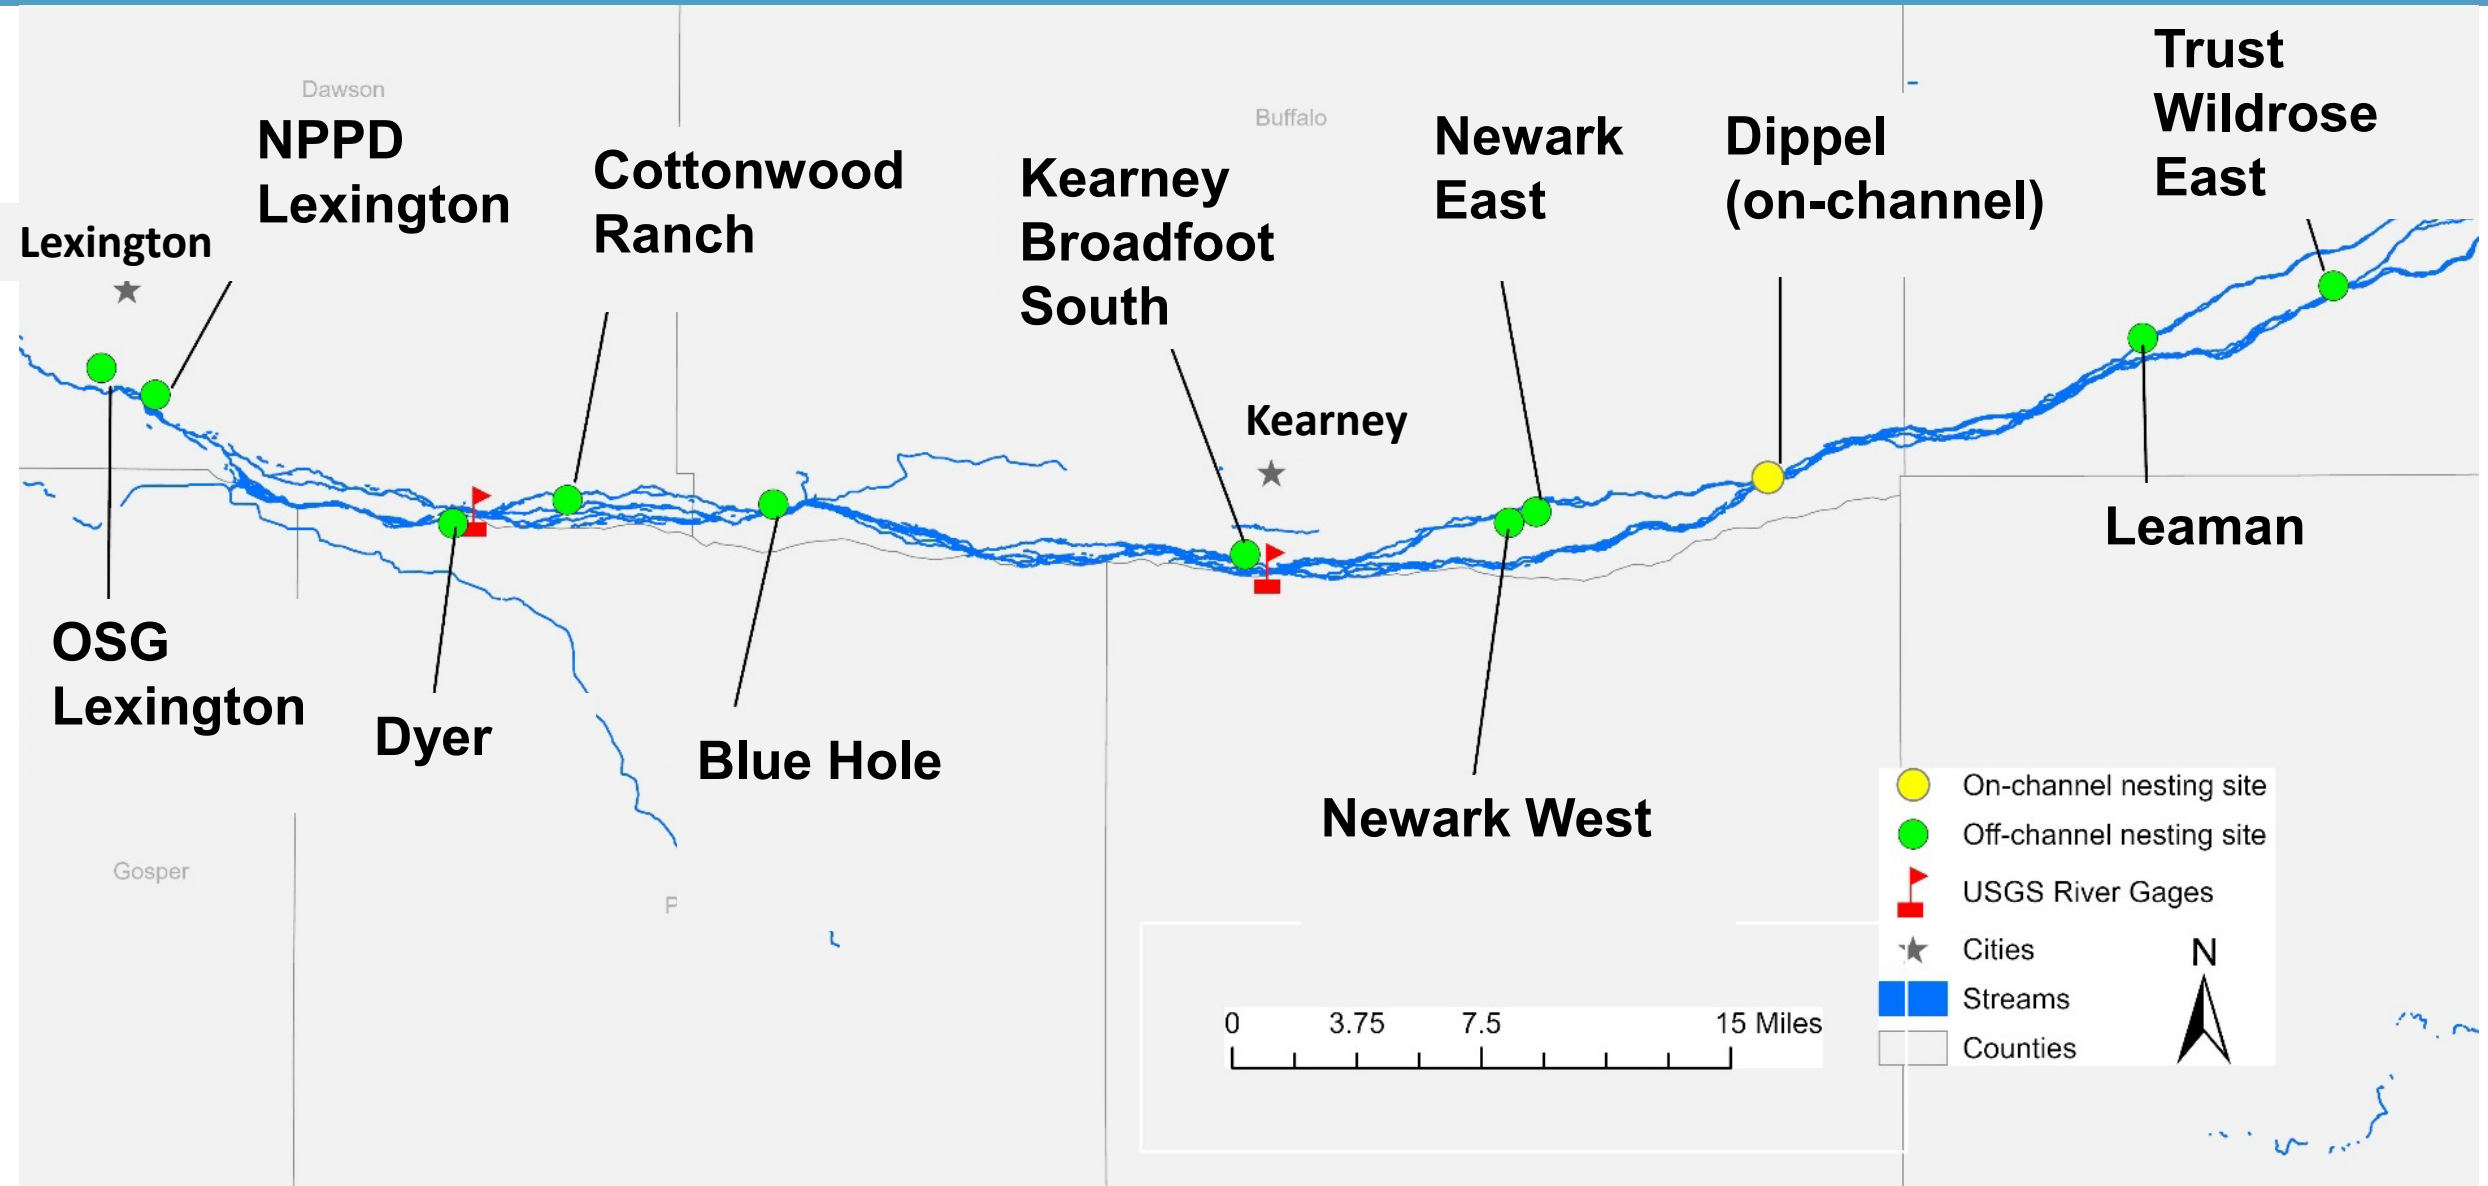 Dawson
NPPD
Lexington
Lexington
Cottonwood
Ranch
Buffalo
Kearney
Broadfoot
South
Newark
East
Dippel
(on-channel)
Trust
Wildrose
East
Kearney
Leaman
OSG
Lexington
Dyer
Blue Hole
Newark West
Gosper
P
On-channel nesting site
Off-channel nesting site
USGS River Gages
Cities
Streams
Counties
N
0 3.75 7.5 15 Miles